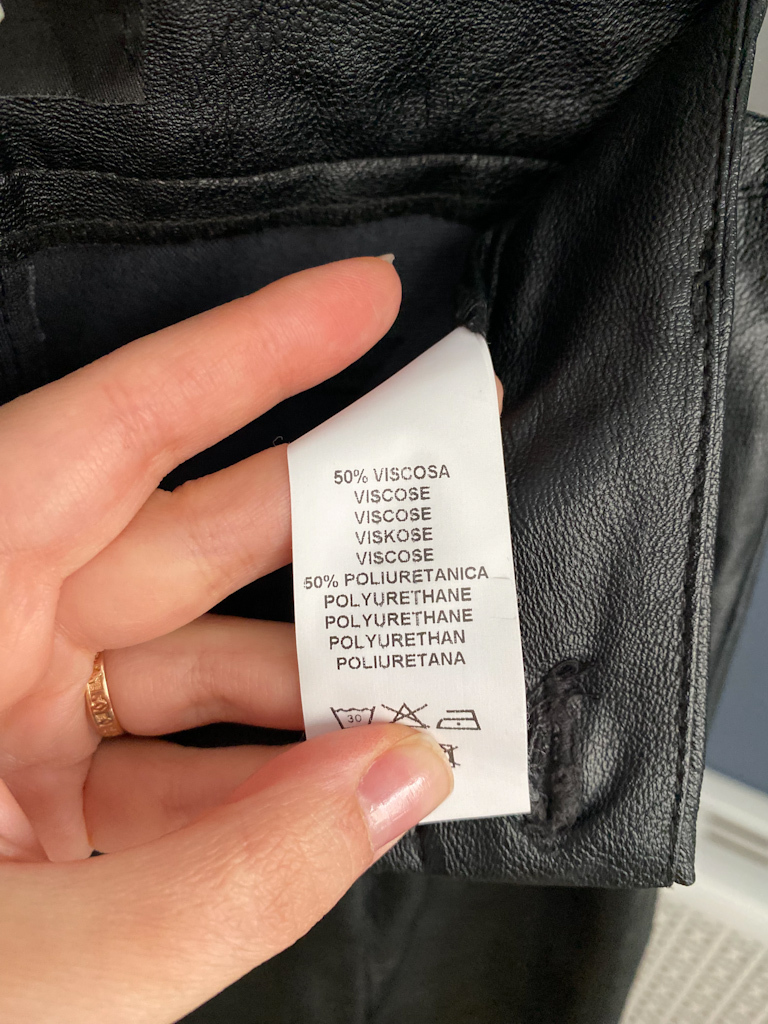 50% VISCOSA
VISCOSE
VISCOSE
VISKOSE
VISCOSE
50% POLIURETANICA
POLYURETHANE
POLYURETHANE
POLYURETHAN
POLIURETANA
30